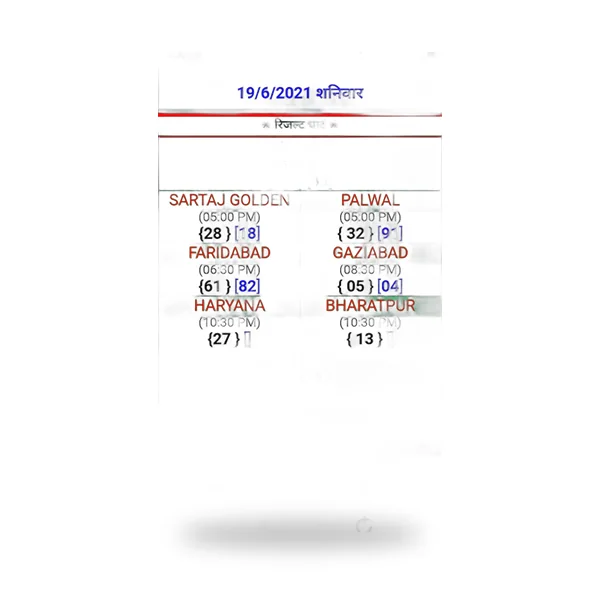 19/6/2021 शनिवार
रिजल्ट
SARTAJ GOLDEN PALWAL
(05:00 PM) (05:00 PM)
{28 } [18] { 32 } [91]
FARIDABAD GAZIABAD
(06:30 PM) (08:30 PM)
{61 } [82] { 05 } [04]
HARYANA BHARATPUR
(10:30 PM) (10:30 PM)
{27 } [] { 13 } []